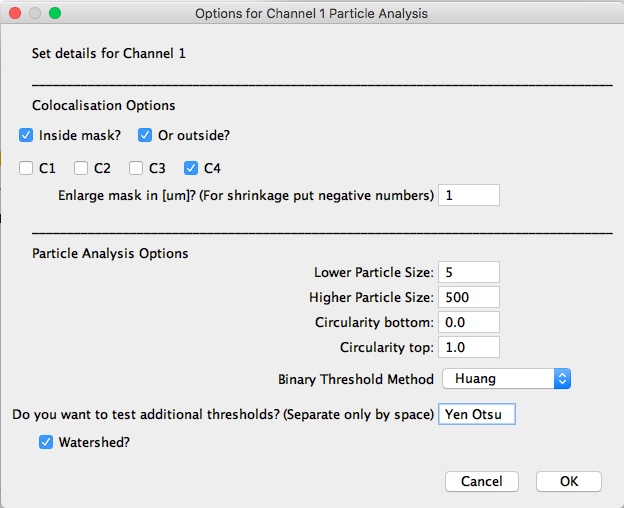 Options for Channel 1 Particle Analysis
Set details for Channel 1
Colocalisation Options
Inside mask? Or outside?
C1 C2 C3 C4
Enlarge mask in [um]? (For shrinkage put negative numbers) 1
Particle Analysis Options
Lower Particle Size: 5
Higher Particle Size: 500
Circularity bottom: 0.0
Circularity top: 1.0
Binary Threshold Method Huang
Do you want to test additional thresholds? (Separate only by space) Yen Otsu
Watershed?
Cancel OK